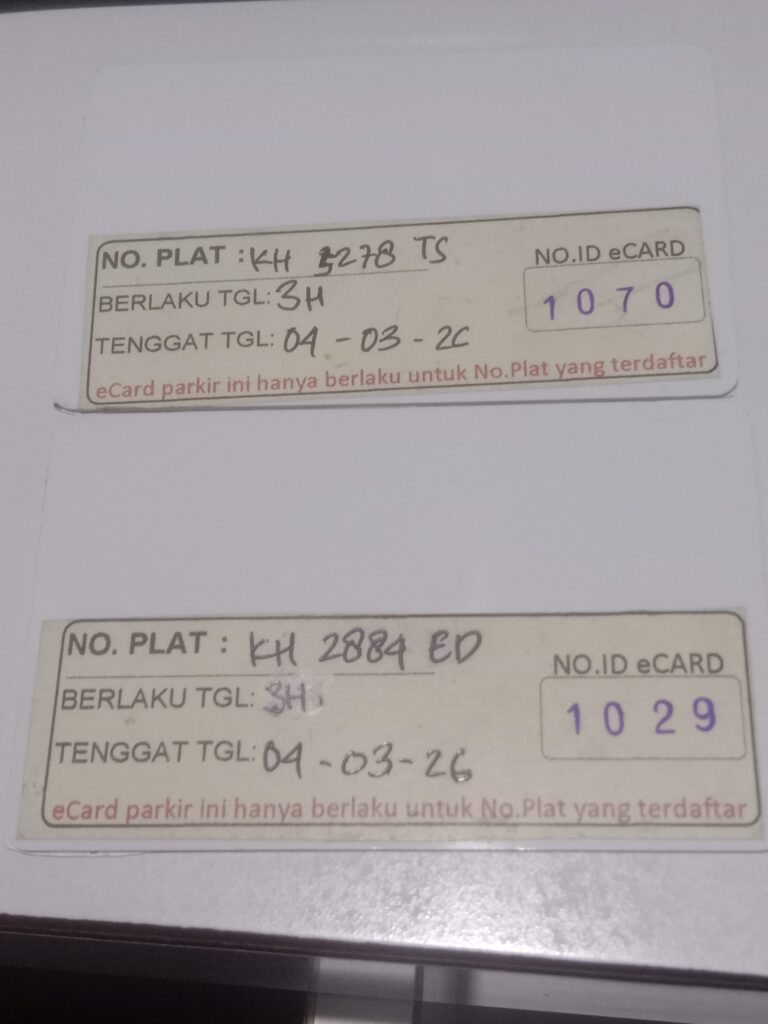 NO. PLAT : KH 5278 TS
BERLAKU TGL: 3H
TENGGAT TGL: 04 - 03 - 26
NO.ID eCARD
1070
eCard parkir ini hanya berlaku untuk No.Plat yang terdaftar
NO. PLAT : KH 2884 ED
BERLAKU TGL: 3H
TENGGAT TGL: 04 - 03 - 26
NO.ID eCARD
1029
eCard parkir ini hanya berlaku untuk No.Plat yang terdaftar